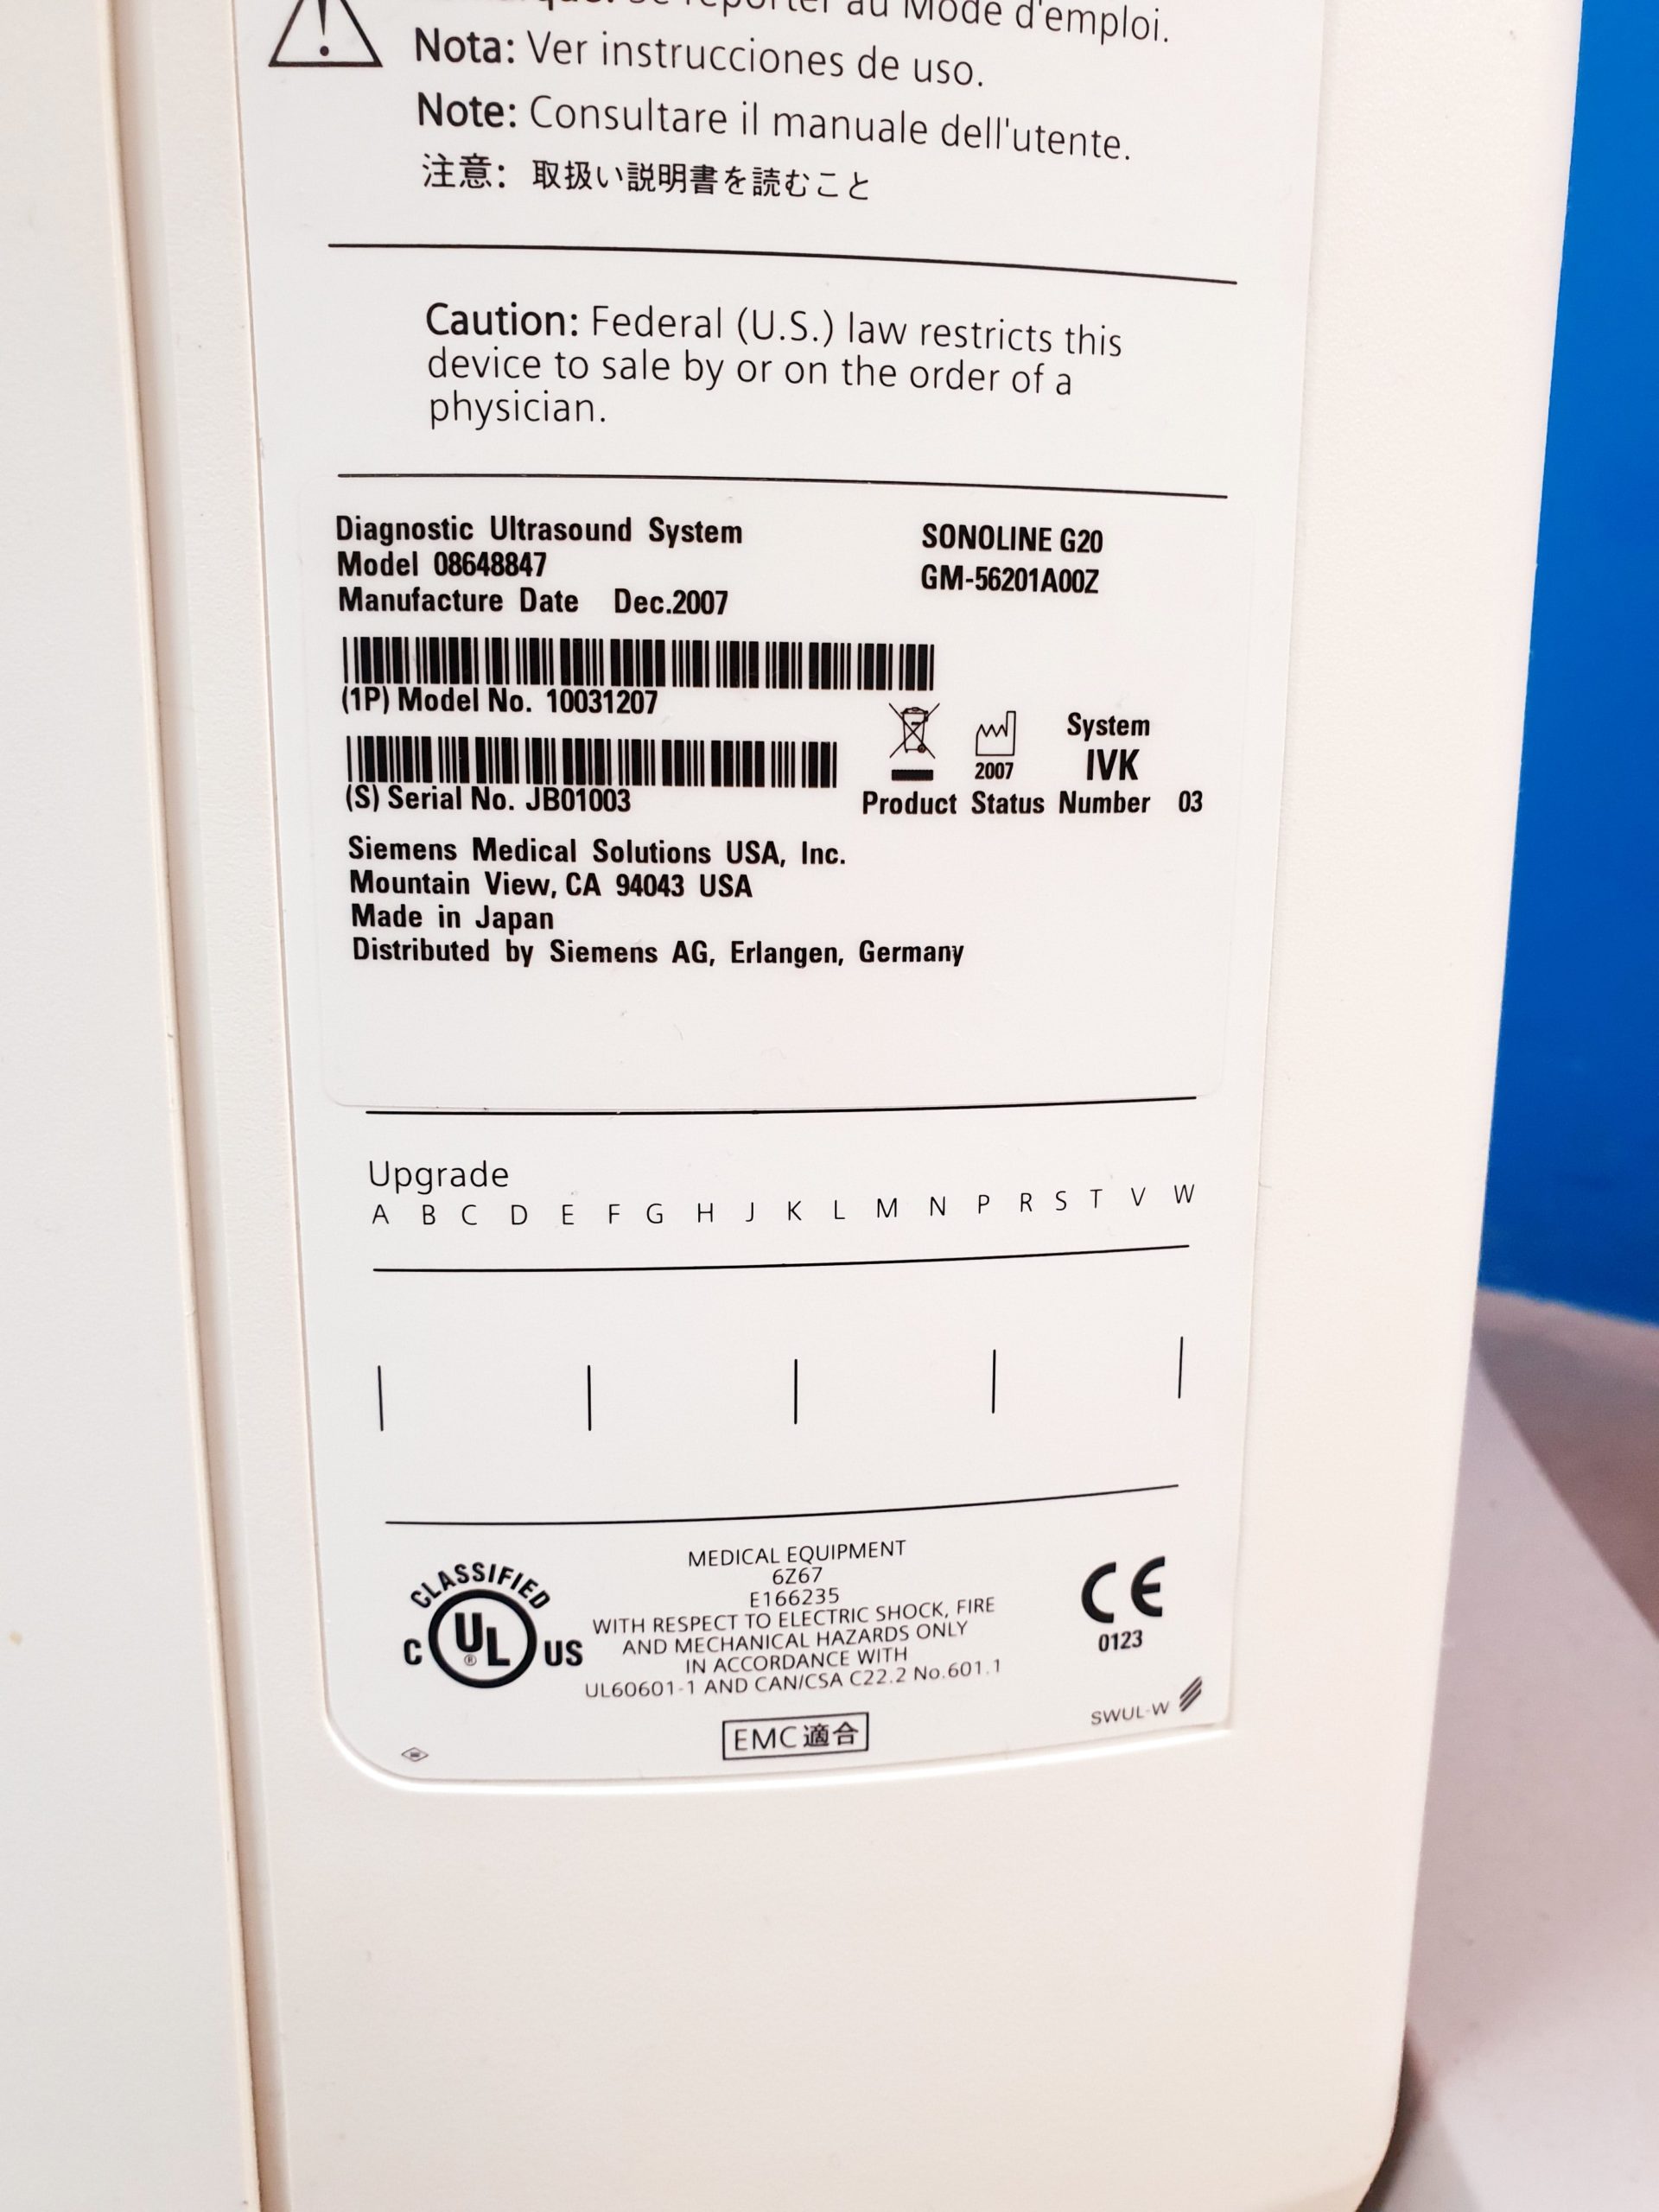 Se reporter au Mode d'emploi.
Nota: Ver instrucciones de uso.
Note: Consultare il manuale dell'utente.
注意: 取扱い説明書を読むこと
Caution: Federal (U.S.) law restricts this
device to sale by or on the order of a
physician.
Diagnostic Ultrasound System
Model 08648847
Manufacture Date Dec.2007
SONOLINE G20
GM-56201A00Z
(1P) Model No. 10031207
(S) Serial No. JB01003
2007
System
IVK
Product Status Number 03
Siemens Medical Solutions USA, Inc.
Mountain View, CA 94043 USA
Made in Japan
Distributed by Siemens AG, Erlangen, Germany
Upgrade
A B C D E F G H J K L M N P R S T V W
CLASSIFIED
C UL® US
MEDICAL EQUIPMENT
6Z67
E166235
WITH RESPECT TO ELECTRIC SHOCK, FIRE
AND MECHANICAL HAZARDS ONLY
IN ACCORDANCE WITH
UL60601-1 AND CAN/CSA C22.2 No.601.1
CE
0123
SWUL-W
EMC適合